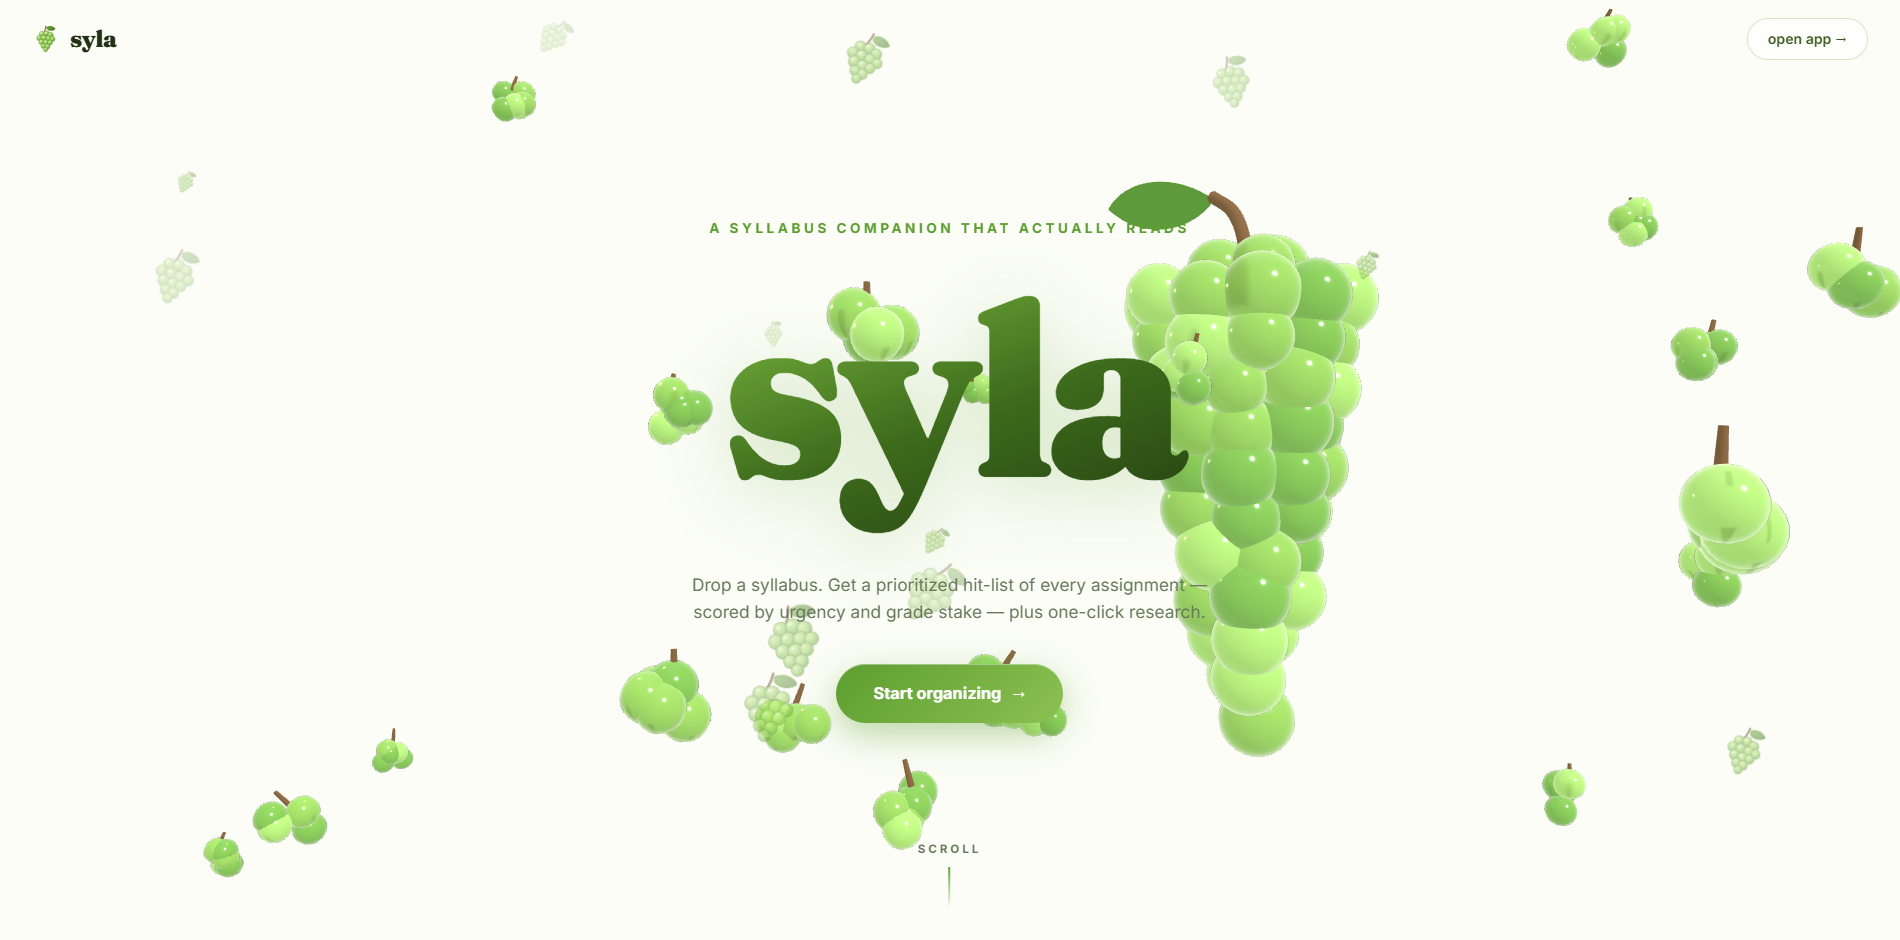 syla
open app →
A SYLLABUS COMPANION THAT ACTUALLY READS
syla
Drop a syllabus. Get a prioritized hit-list of every assignment —
scored by urgency and grade stake — plus one-click research.
Start organizing →
SCROLL